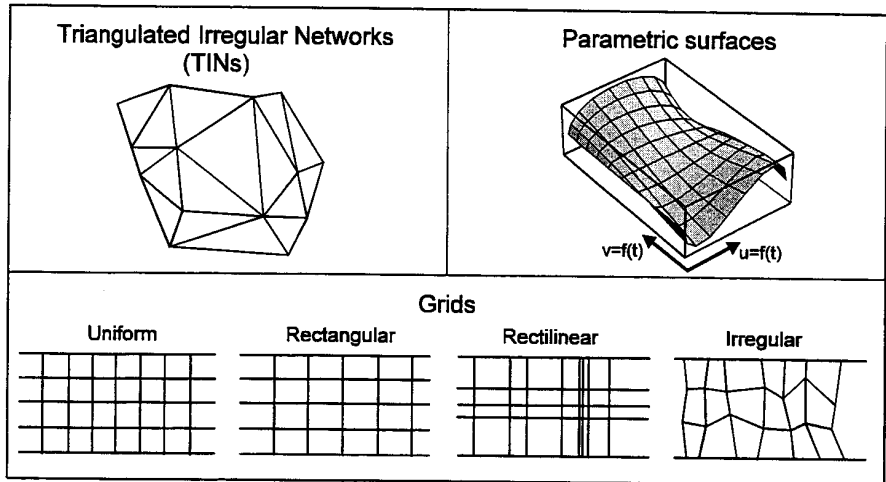 Triangulated Irregular Networks
(TINs)
Parametric surfaces
v=f(t)
u=f(t)
Grids
Uniform
Rectangular
Rectilinear
Irregular